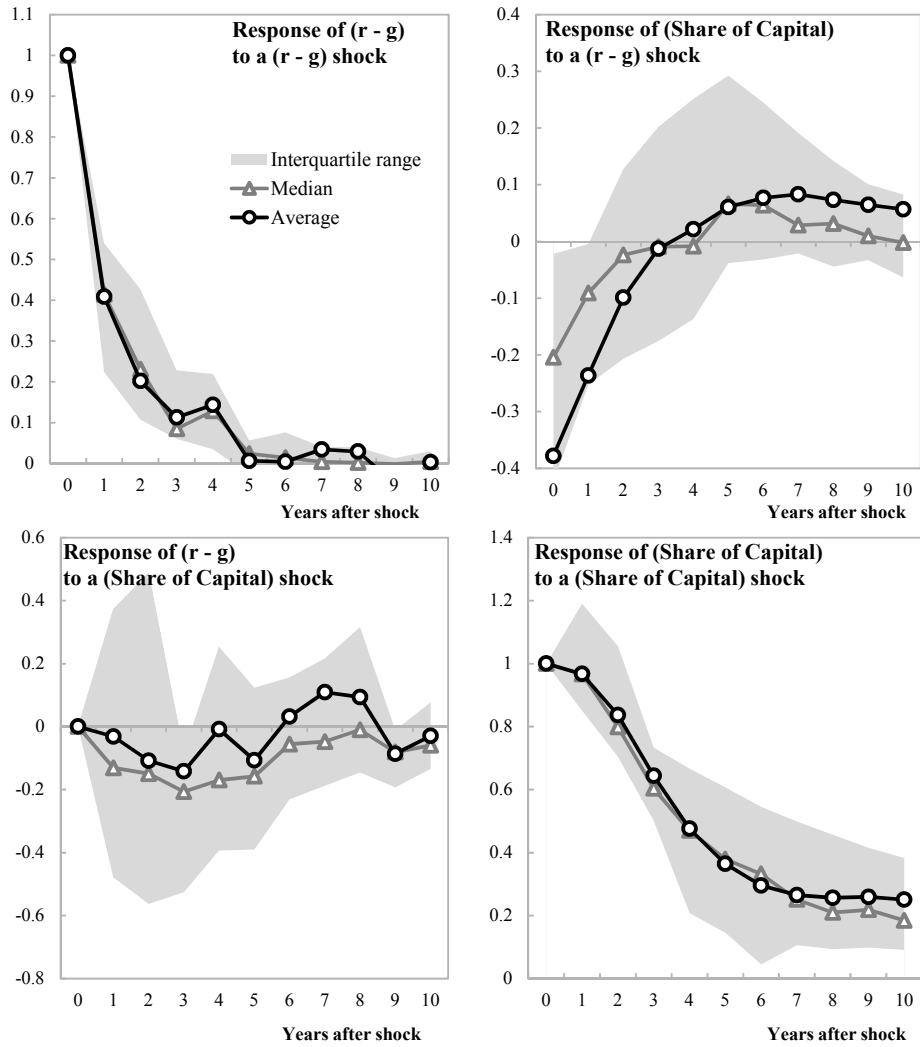 Response of (r - g)
to a (r - g) shock
1.1
1
0.9
0.8
0.7
0.6
0.5
0.4
0.3
0.2
0.1
0
Interquartile range
Median
Average
0 1 2 3 4 5 6 7 8 9 10
Years after shock
Response of (Share of Capital)
to a (r - g) shock
0.4
0.3
0.2
0.1
0
-0.1
-0.2
-0.3
-0.4
0 1 2 3 4 5 6 7 8 9 10
Years after shock
Response of (r - g)
to a (Share of Capital) shock
0.6
0.4
0.2
0
-0.2
-0.4
-0.6
-0.8
0 1 2 3 4 5 6 7 8 9 10
Years after shock
Response of (Share of Capital)
to a (Share of Capital) shock
1.4
1.2
1
0.8
0.6
0.4
0.2
0
0 1 2 3 4 5 6 7 8 9 10
Years after shock